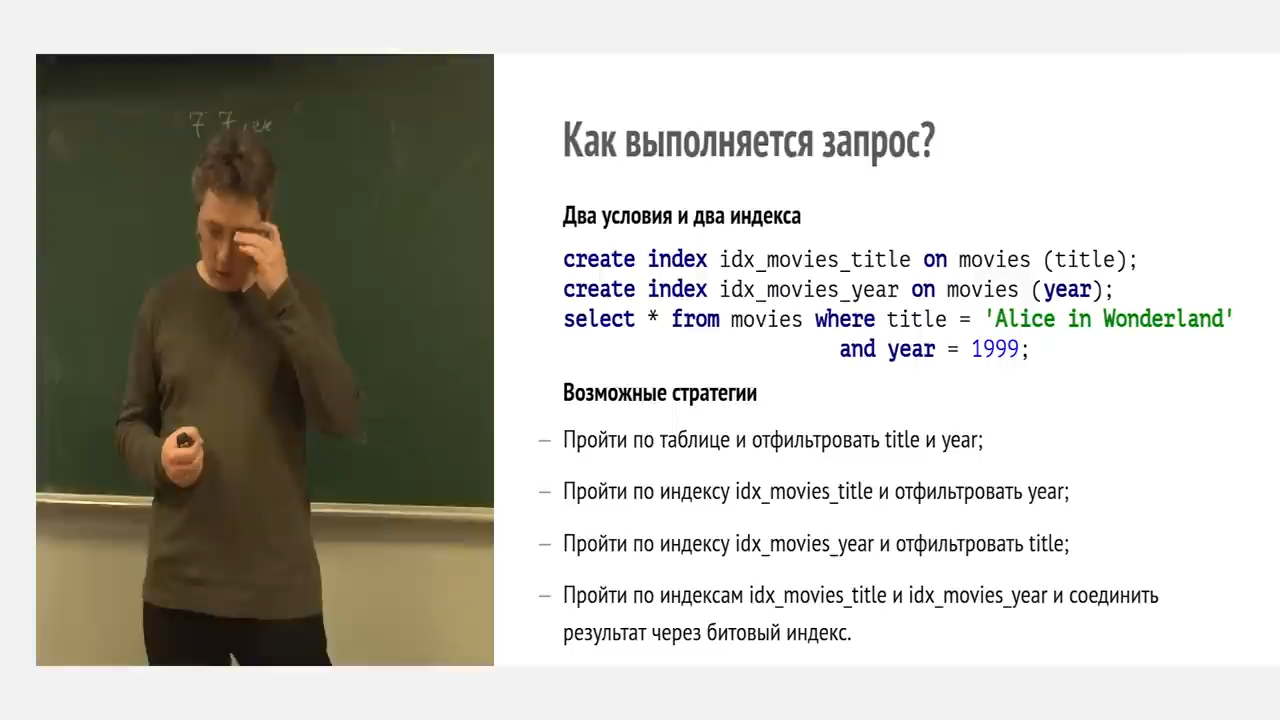 7 7
Как выполняется запрос?
Два условия и два индекса
create index idx_movies_title on movies (title);
create index idx_movies_year on movies (year);
select * from movies where title = 'Alice in Wonderland'
and year = 1999;
Возможные стратегии
– Пройти по таблице и отфильтровать title и year;
– Пройти по индексу idx_movies_title и отфильтровать year;
– Пройти по индексу idx_movies_year и отфильтровать title;
– Пройти по индексам idx_movies_title и idx_movies_year и соединить
результат через битовый индекс.